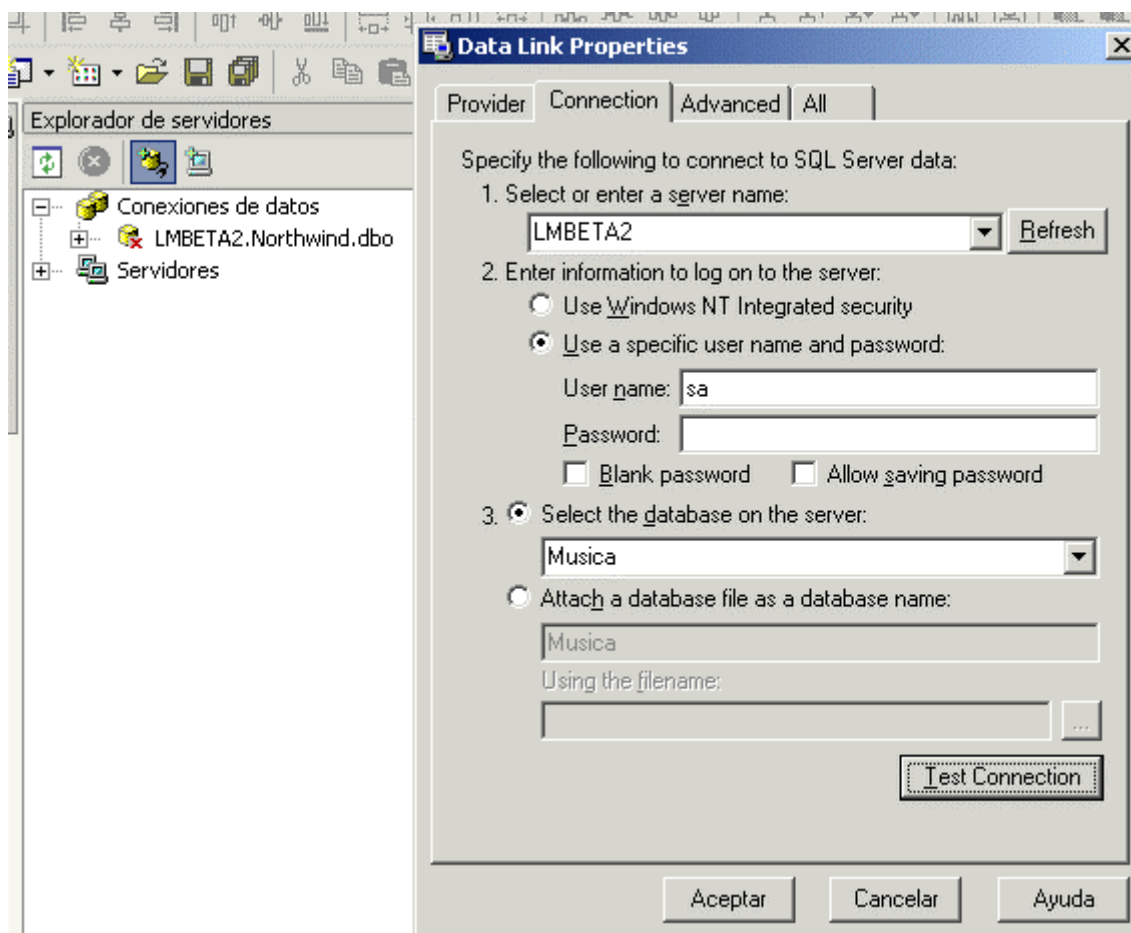 Data Link Properties
Explorador de servidores
Conexiones de datos
LMBETA2.Northwind.dbo
Servidores
Provider Connection Advanced All
Specify the following to connect to SQL Server data:
1. Select or enter a server name:
LMBETA2 Refresh
2. Enter information to log on to the server:
Use Windows NT Integrated security
Use a specific user name and password:
User name: sa
Password:
Blank password Allow saving password
3. Select the database on the server:
Musica
Attach a database file as a database name:
Musica
Using the filename:
...
Test Connection
Aceptar Cancelar Ayuda